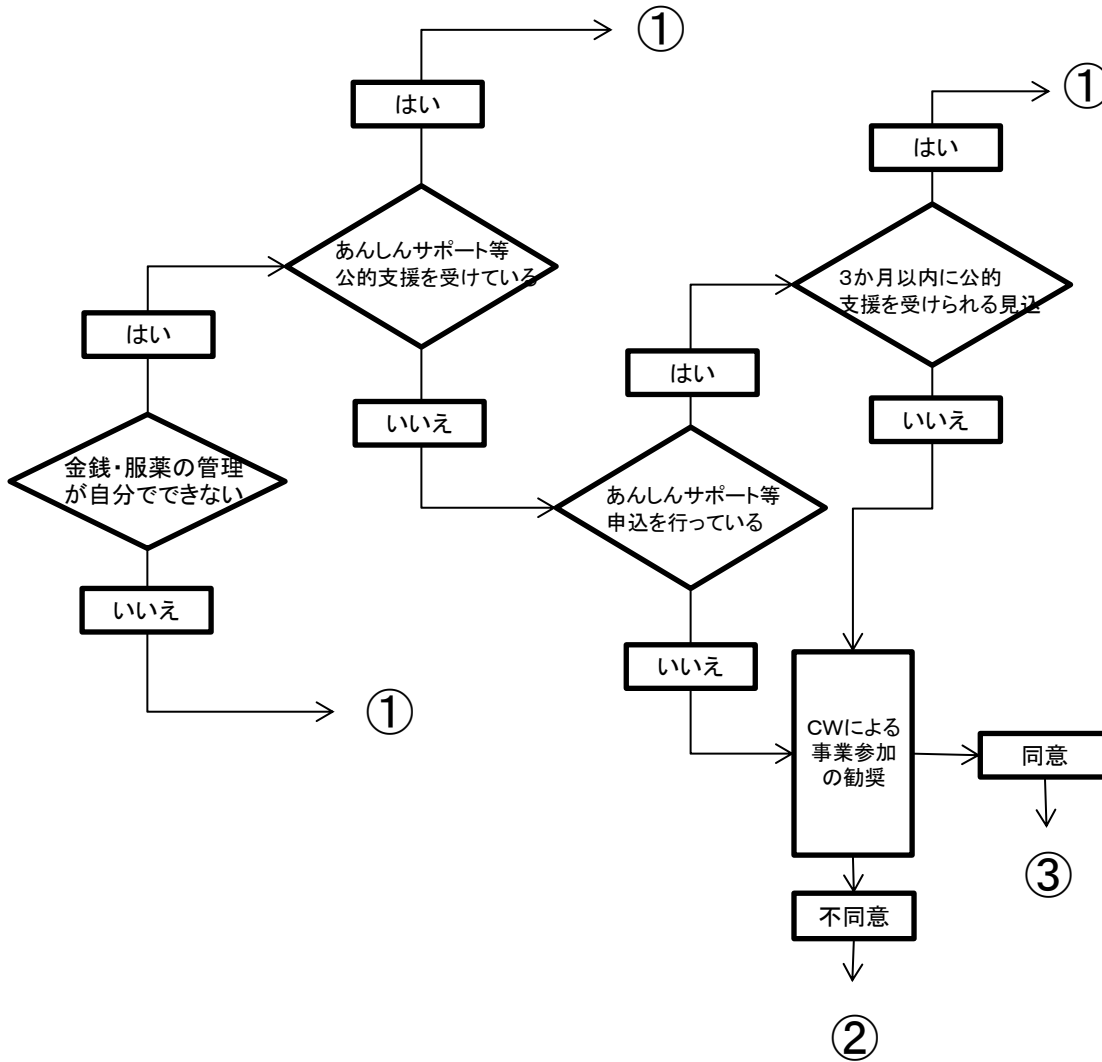 ①
はい
あんしんサポート等
公的支援を受けている
いいえ
①
はい
3か月以内に公的
支援を受けられる見込
いいえ
はい
金銭・服薬の管理
が自分でできない
いいえ
①
はい
あんしんサポート等
申込を行っている
いいえ
CWによる
事業参加
の勧奨
同意
③
不同意
②